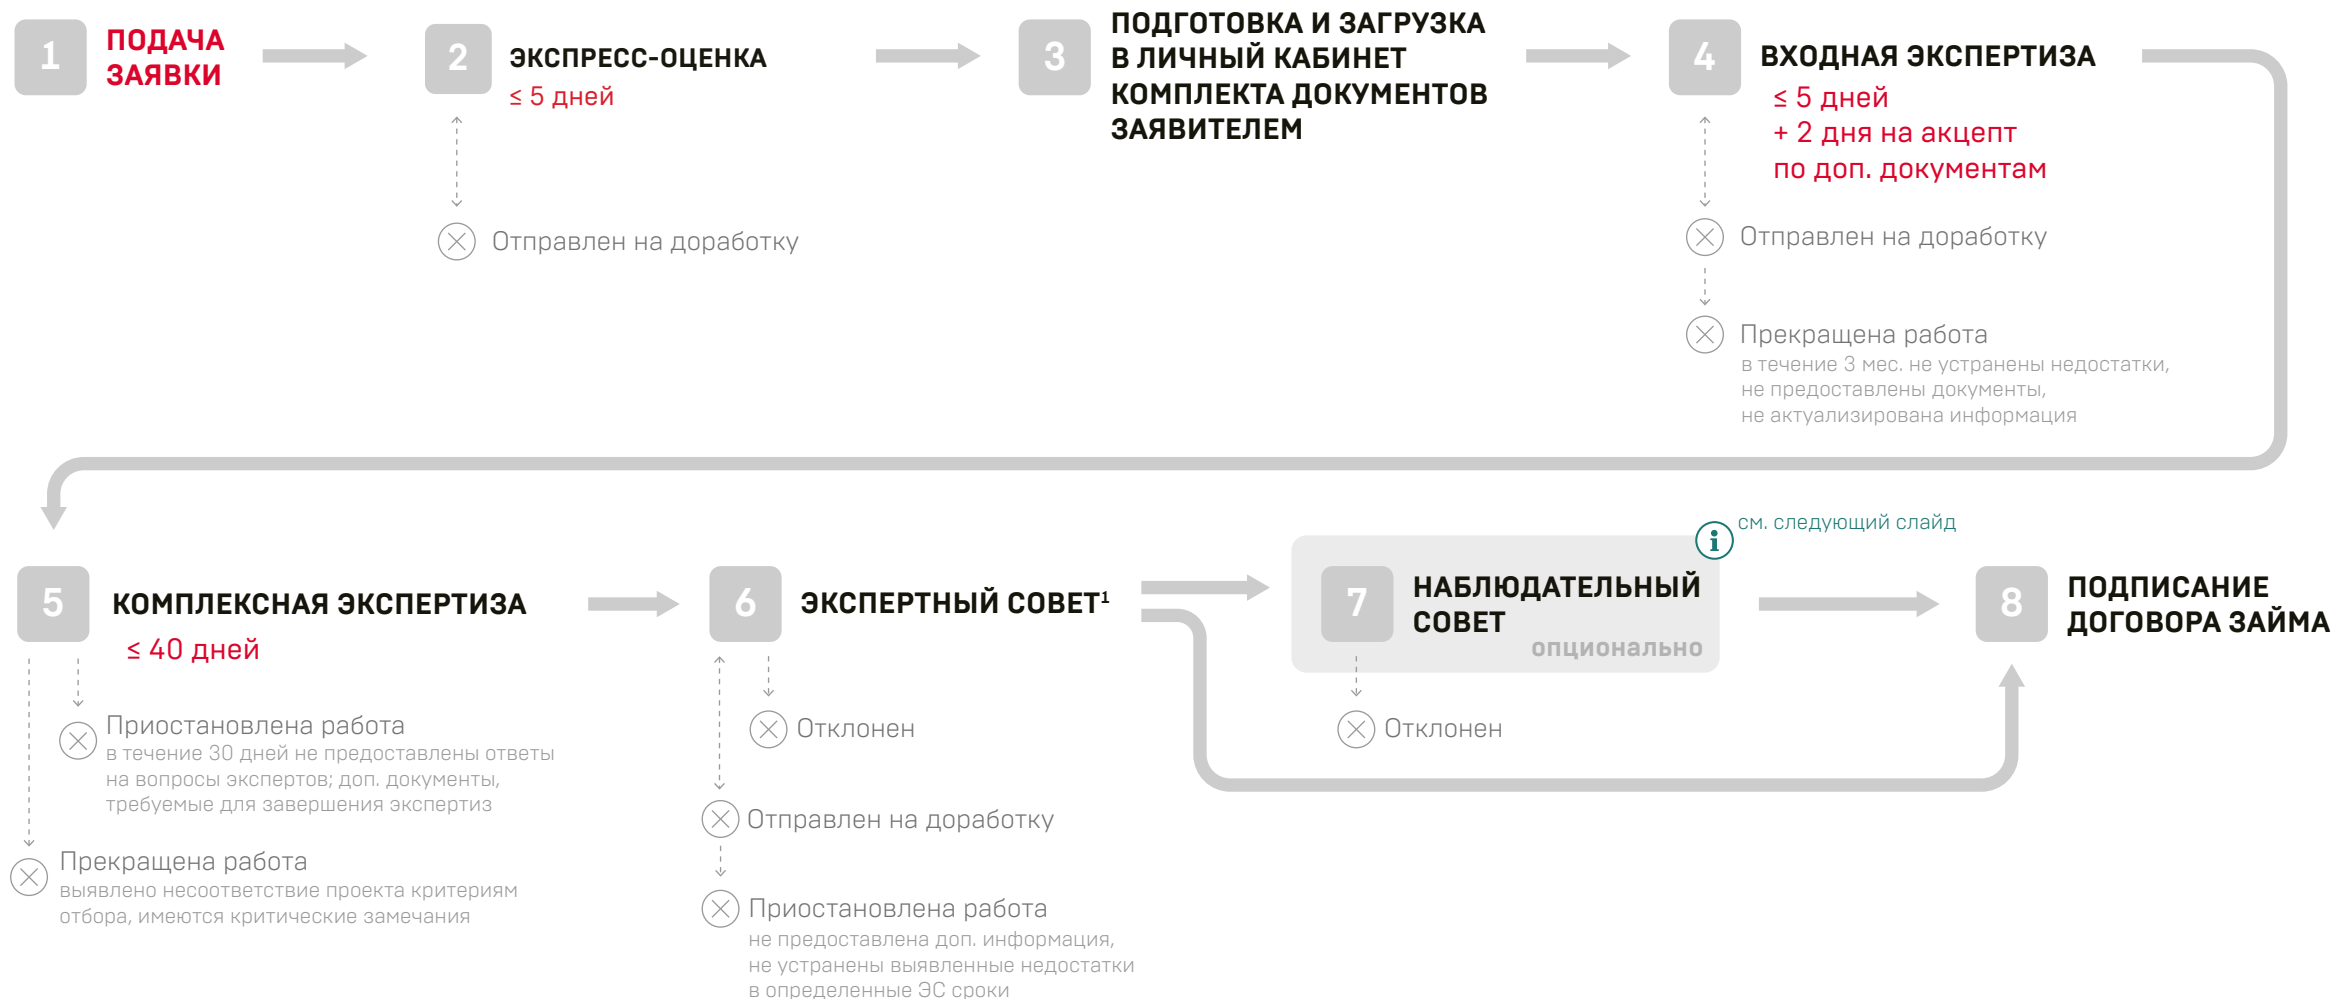 1
ПОДАЧА
ЗАЯВКИ
2
ЭКСПРЕСС-ОЦЕНКА
≤ 5 дней
Отправлен на доработку
3
ПОДГОТОВКА И ЗАГРУЗКА
В ЛИЧНЫЙ КАБИНЕТ
КОМПЛЕКТА ДОКУМЕНТОВ
ЗАЯВИТЕЛЕМ
4
ВХОДНАЯ ЭКСПЕРТИЗА
≤ 5 дней
+ 2 дня на акцепт
по доп. документам
Отправлен на доработку
Прекращена работа
в течение 3 мес. не устранены недостатки,
не предоставлены документы,
не актуализирована информация
5
КОМПЛЕКСНАЯ ЭКСПЕРТИЗА
≤ 40 дней
Приостановлена работа
в течение 30 дней не предоставлены ответы
на вопросы экспертов; доп. документы,
требуемые для завершения экспертиз
Прекращена работа
выявлено несоответствие проекта критериям
отбора, имеются критические замечания
6
ЭКСПЕРТНЫЙ СОВЕТ¹
Отклонен
Отправлен на доработку
Приостановлена работа
не предоставлена доп. информация,
не устранены выявленные недостатки
в определенные ЭС сроки
i
см. следующий слайд
7
НАБЛЮДАТЕЛЬНЫЙ
СОВЕТ
опционально
Отклонен
8
ПОДПИСАНИЕ
ДОГОВОРА ЗАЙМА